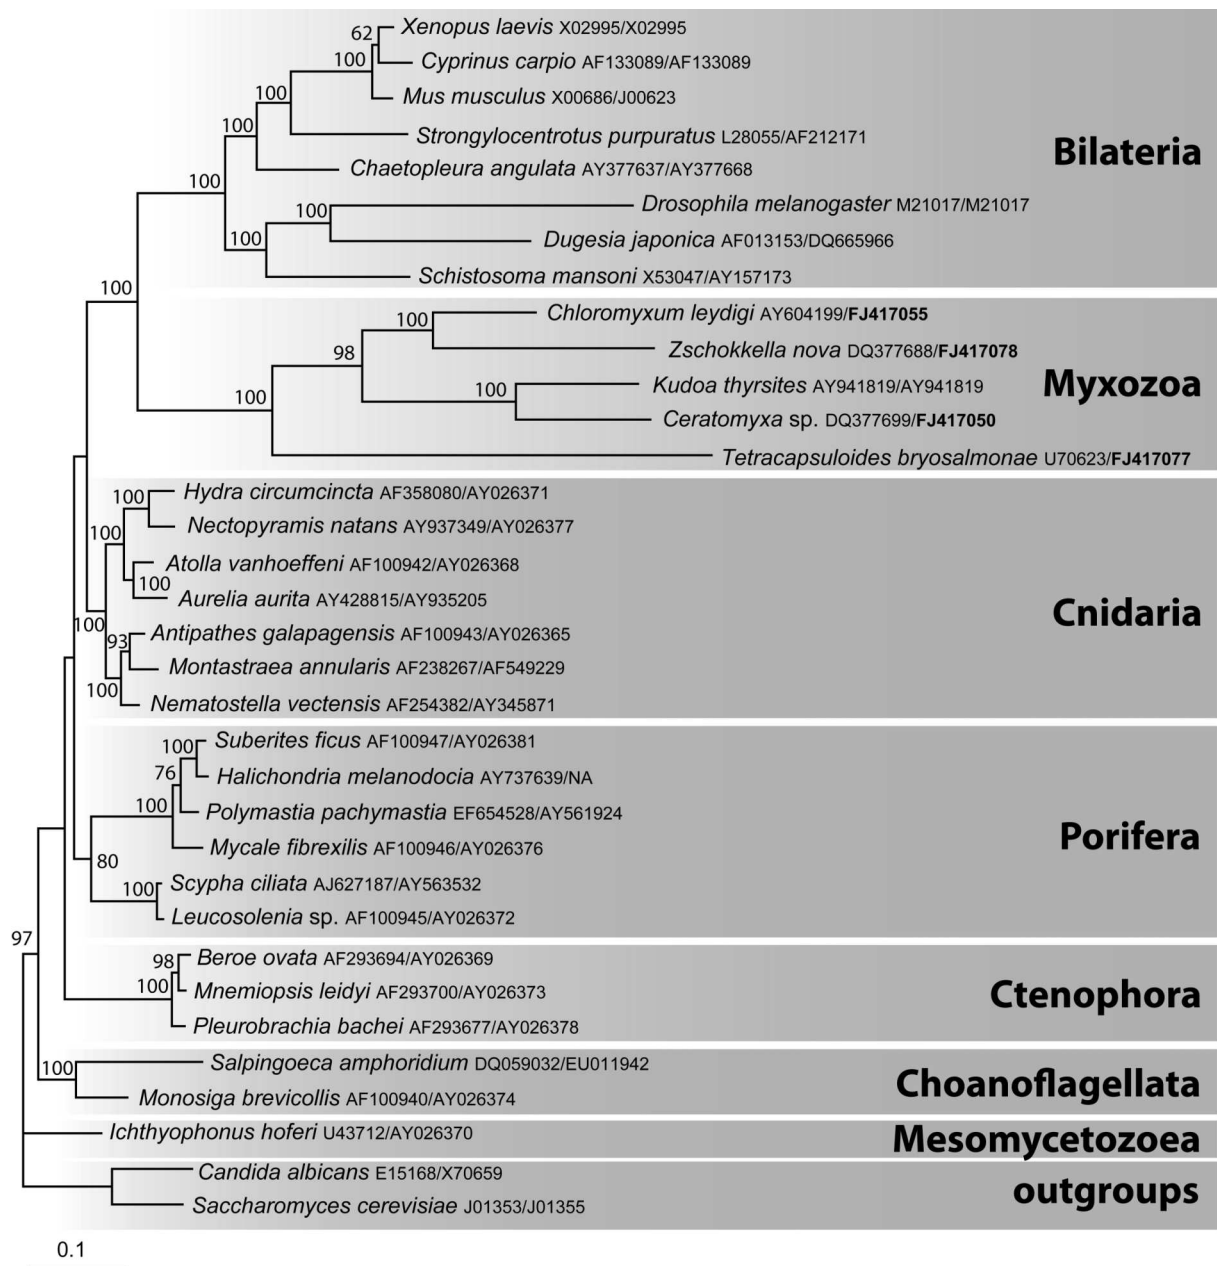 62
Xenopus laevis X02995/X02995
100
Cyprinus carpio AF133089/AF133089
100
Mus musculus X00686/J00623
100
Strongylocentrotus purpuratus L28055/AF212171
Bilateria
Chaetopleura angulata AY377637/AY377668
100
100
Drosophila melanogaster M21017/M21017
100
Dugesia japonica AF013153/DQ665966
Schistosoma mansoni X53047/AY157173
100
100
Chloromyxum leydigi AY604199/FJ417055
98
Zschokkella nova DQ377688/FJ417078
100
100
Kudoa thyrsites AY941819/AY941819
Myxozoa
Ceratomyxa sp. DQ377699/FJ417050
Tetracapsuloides bryosalmonae U70623/FJ417077
100
Hydra circumcincta AF358080/AY026371
100
Nectopyramis natans AY937349/AY026377
Atolla vanhoeffeni AF100942/AY026368
100
Aurelia aurita AY428815/AY935205
Cnidaria
100
93
Antipathes galapagensis AF100943/AY026365
Montastraea annularis AF238267/AF549229
100
Nematostella vectensis AF254382/AY345871
100
Suberites ficus AF100947/AY026381
76
Halichondria melanodocia AY737639/NA
100
Polymastia pachymastia EF654528/AY561924
Porifera
Mycale fibrexilis AF100946/AY026376
80
100
Scypha ciliata AJ627187/AY563532
Leucosolenia sp. AF100945/AY026372
97
98
Beroe ovata AF293694/AY026369
100
Mnemiopsis leidyi AF293700/AY026373
Ctenophora
Pleurobrachia bachei AF293677/AY026378
100
Salpingoeca amphoridium DQ059032/EU011942
Choanoflagellata
Monosiga brevicollis AF100940/AY026374
Ichthyophonus hoferi U43712/AY026370
Mesomycetozoea
Candida albicans E15168/X70659
outgroups
Saccharomyces cerevisiae J01353/J01355
0.1